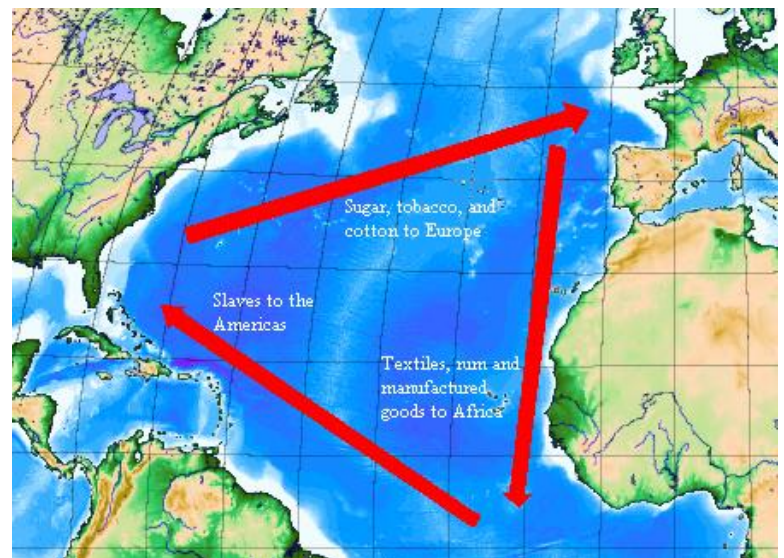 Sugar, tobacco, and
cotton to Europe
Slaves to the
Americas
Textiles, rum and
manufactured
goods to Africa